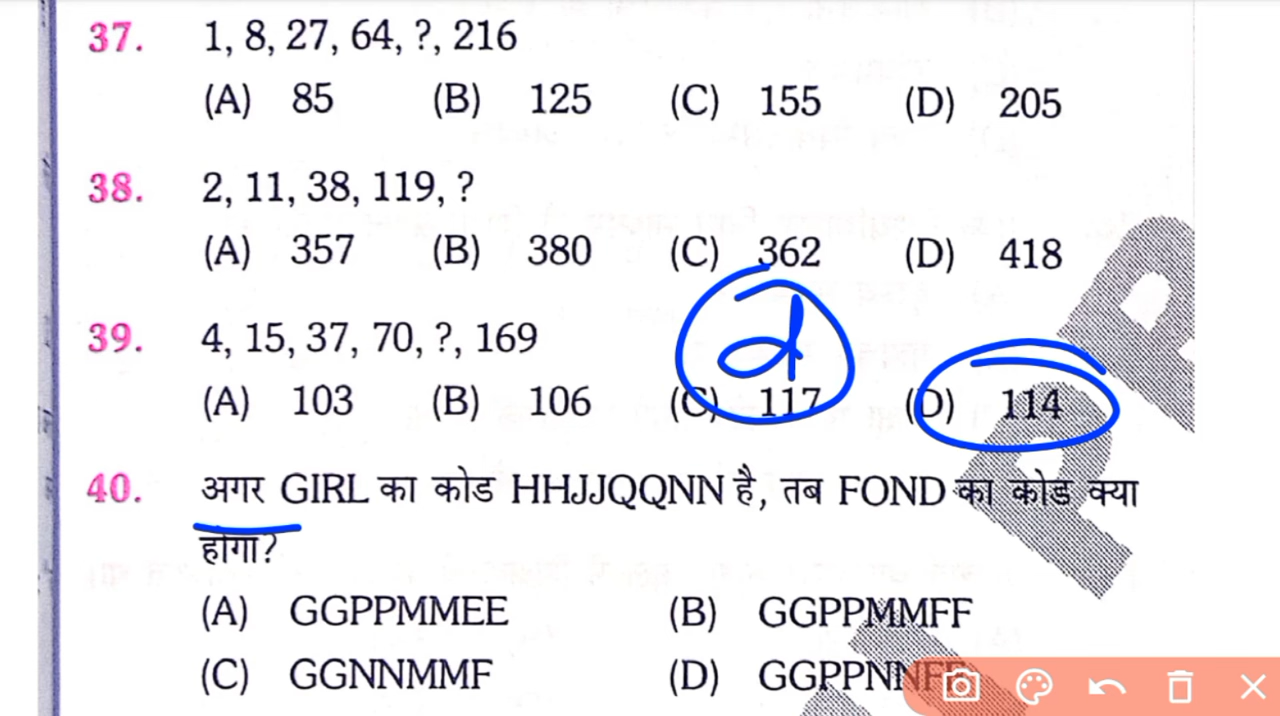 37. 1, 8, 27, 64, ?, 216
(A) 85 (B) 125 (C) 155 (D) 205
38. 2, 11, 38, 119, ?
(A) 357 (B) 380 (C) 362 (D) 418
39. 4, 15, 37, 70, ?, 169
d
(A) 103 (B) 106 (C) 117 (D) 114
40. अगर GIRL का कोड HHJJQQNN है, तब FOND का कोड क्या
होगा?
(A) GGPPMMEE (B) GGPPMMFF
(C) GGNNMMF (D)